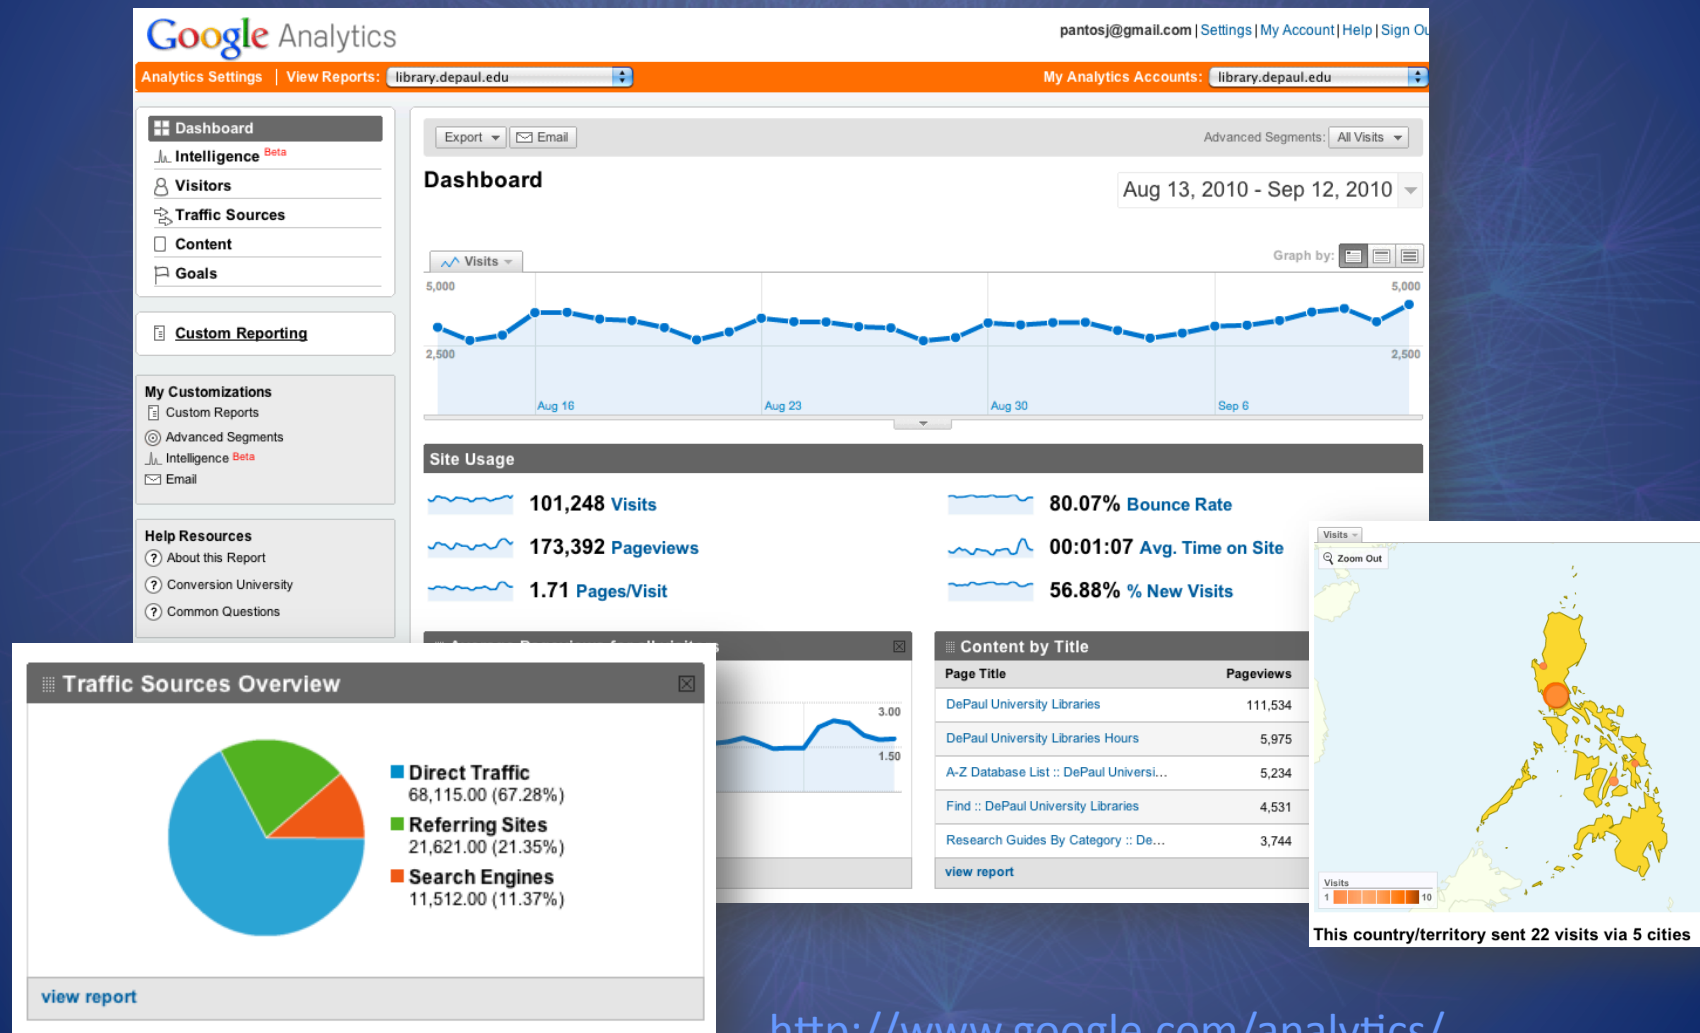 Google Analytics
pantosj@gmail.com | Settings | My Account | Help | Sign
Analytics Settings | View Reports: library.depaul.edu
My Analytics Accounts: library.depaul.edu
Dashboard
Intelligence Beta
Visitors
Traffic Sources
Content
Goals
Custom Reporting
My Customizations
Custom Reports
Advanced Segments
Intelligence Beta
Email
Help Resources
? About this Report
? Conversion University
? Common Questions
Export Email
Advanced Segments: All Visits
Dashboard
Aug 13, 2010 - Sep 12, 2010
Visits
Graph by:
5,000 5,000
2,500 2,500
Aug 16 Aug 23 Aug 30 Sep 6
Site Usage
101,248 Visits
173,392 Pageviews
1.71 Pages/Visit
80.07% Bounce Rate
00:01:07 Avg. Time on Site
56.88% % New Visits
3.00
1.50
Content by Title
Page Title Pageviews
DePaul University Libraries 111,534
DePaul University Libraries Hours 5,975
A-Z Database List :: DePaul Universi... 5,234
Find :: DePaul University Libraries 4,531
Research Guides By Category :: De... 3,744
view report
Traffic Sources Overview
Direct Traffic
68,115.00 (67.28%)
Referring Sites
21,621.00 (21.35%)
Search Engines
11,512.00 (11.37%)
view report
Visits
Zoom Out
Visits
1 10
This country/territory sent 22 visits via 5 cities
http://www.google.com/analytics/